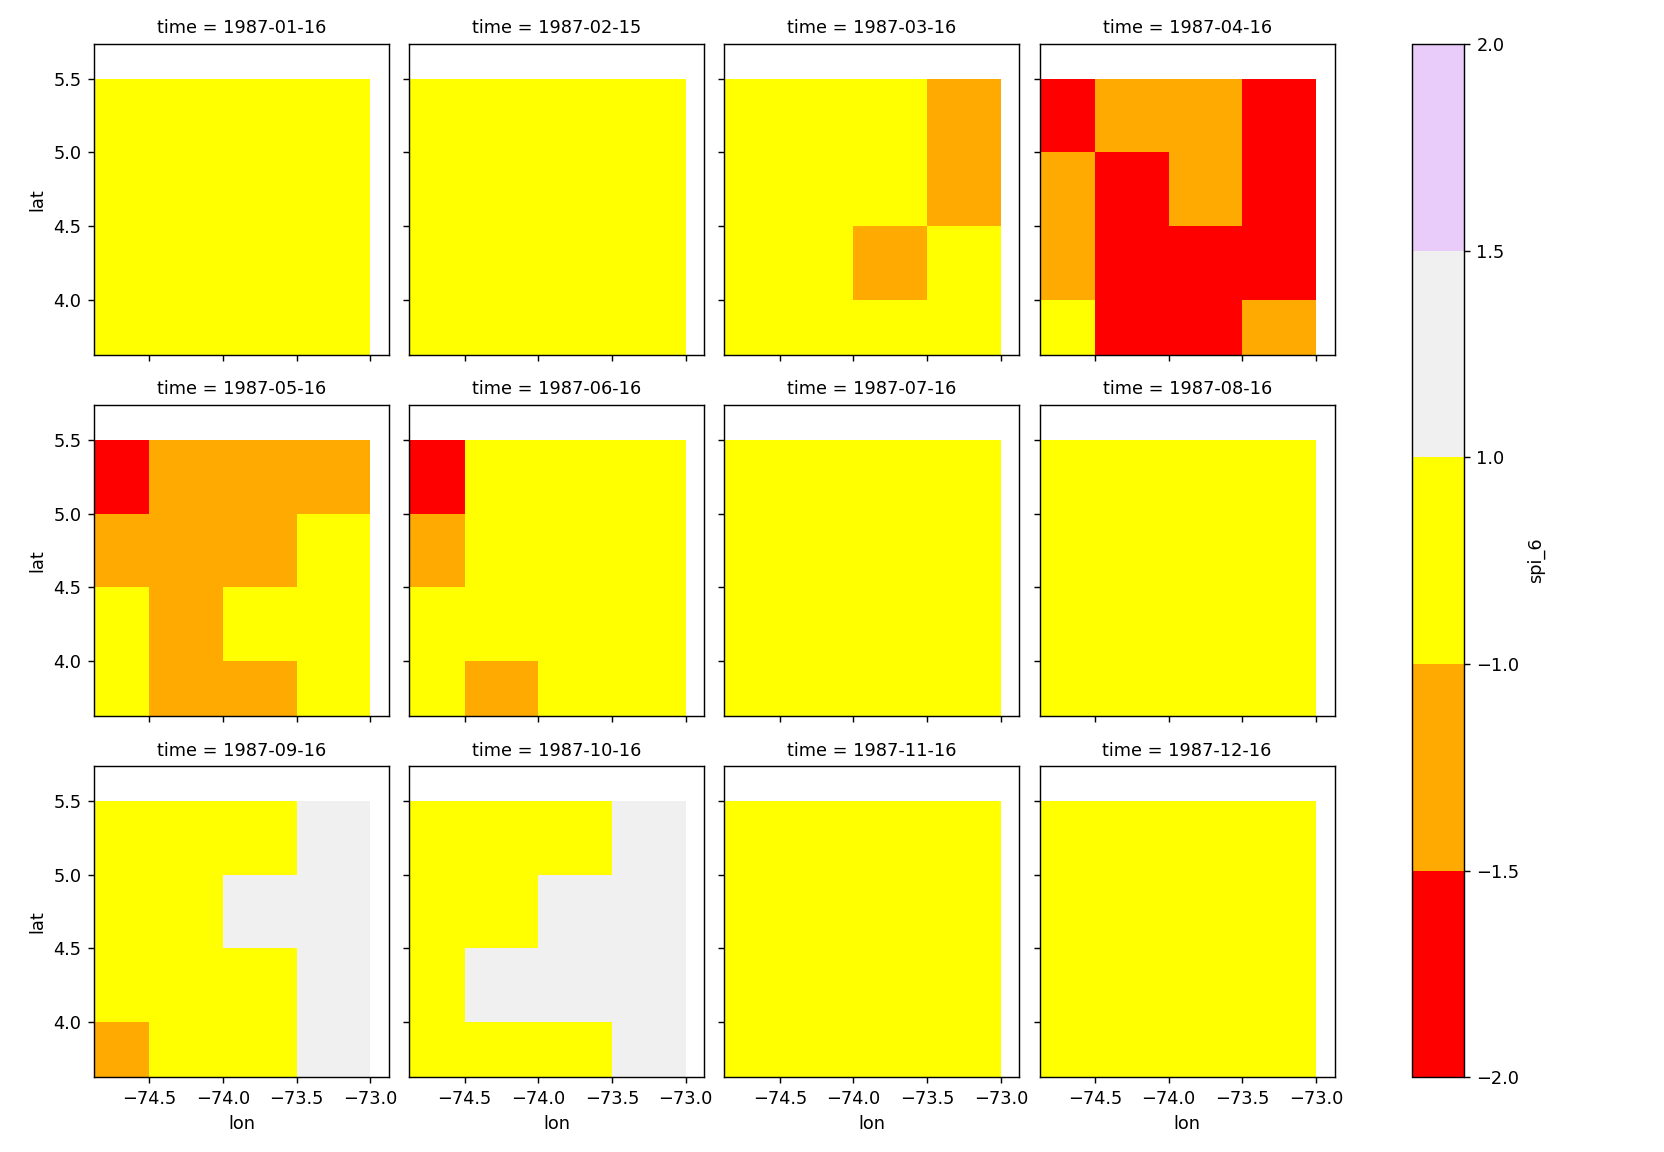 time = 1987-01-16
time = 1987-02-15
time = 1987-03-16
time = 1987-04-16
5.5
5.0
4.5
4.0
lat
time = 1987-05-16
time = 1987-06-16
time = 1987-07-16
time = 1987-08-16
5.5
5.0
4.5
4.0
lat
time = 1987-09-16
time = 1987-10-16
time = 1987-11-16
time = 1987-12-16
5.5
5.0
4.5
4.0
lat
−74.5 −74.0 −73.5 −73.0
lon
−74.5 −74.0 −73.5 −73.0
lon
−74.5 −74.0 −73.5 −73.0
lon
−74.5 −74.0 −73.5 −73.0
lon
2.0
1.5
1.0
−1.0
−1.5
−2.0
spi_6